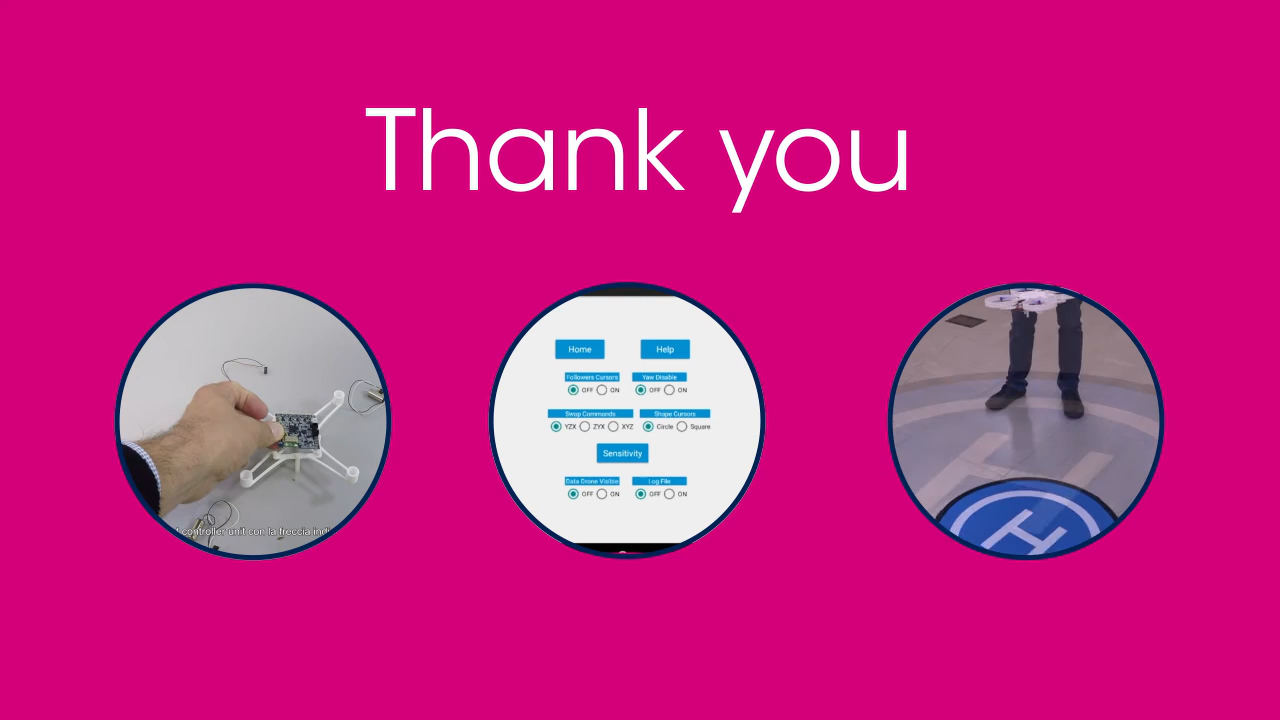 Thank you
Home
Help
Followers Cursors
Yaw Disable
OFF ON
OFF ON
Swap Commands
Shape Cursors
YZX ZYX XYZ
Circle Square
Sensitivity
Data Drone Visible
Log File
OFF ON
OFF ON
controller unit con la freccia indi
H
H